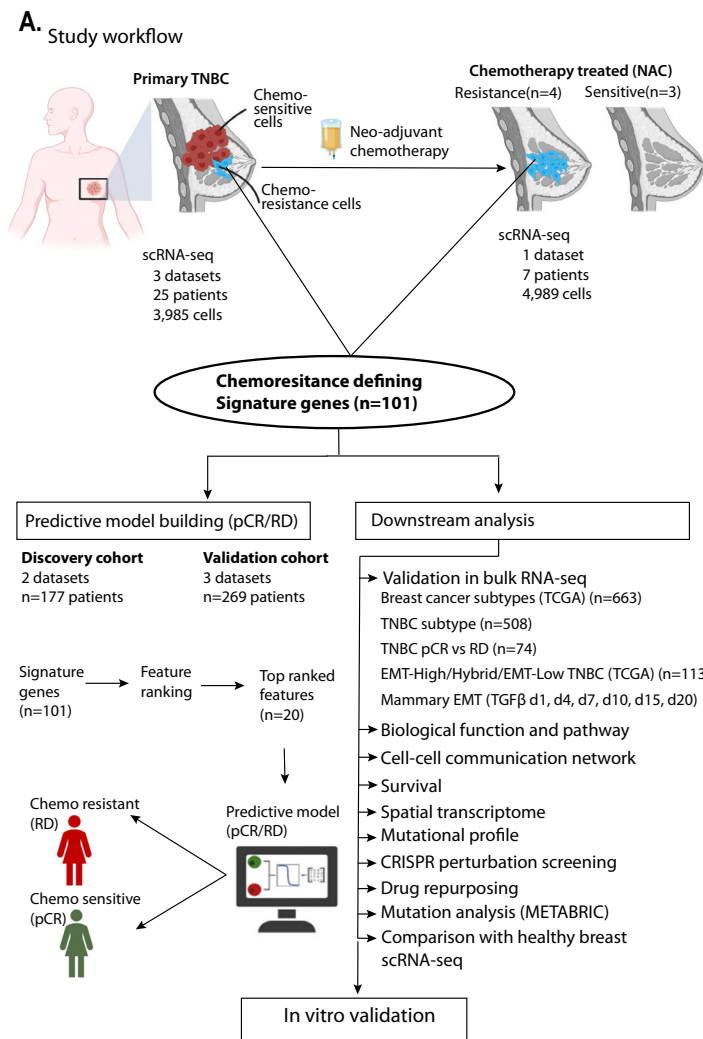 A.
Study workflow
Primary TNBC
Chemo-
sensitive
cells
Chemo-
resistance cells
Neo-adjuvant
chemotherapy
Chemotherapy treated (NAC)
Resistance(n=4) Sensitive(n=3)
scRNA-seq
3 datasets
25 patients
3,985 cells
scRNA-seq
1 dataset
7 patients
4,989 cells
Chemoresitance defining
Signature genes (n=101)
Predictive model building (pCR/RD)
Discovery cohort
2 datasets
n=177 patients
Validation cohort
3 datasets
n=269 patients
Signature
genes
(n=101)
Feature
ranking
Top ranked
features
(n=20)
Predictive model
(pCR/RD)
Chemo resistant
(RD)
Chemo sensitive
(pCR)
Downstream analysis
Validation in bulk RNA-seq
Breast cancer subtypes (TCGA) (n=663)
TNBC subtype (n=508)
TNBC pCR vs RD (n=74)
EMT-High/Hybrid/EMT-Low TNBC (TCGA) (n=113
Mammary EMT (TGFβ d1, d4, d7, d10, d15, d20)
Biological function and pathway
Cell-cell communication network
Survival
Spatial transcriptome
Mutational profile
CRISPR perturbation screening
Drug repurposing
Mutation analysis (METABRIC)
Comparison with healthy breast
scRNA-seq
In vitro validation